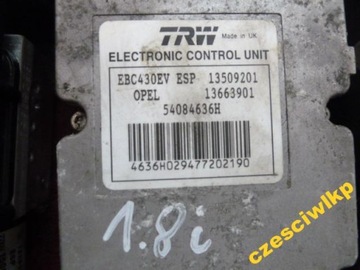 TRW Made in UK
ELECTRONIC CONTROL UNIT
EBC430EV ESP 13509201
OPEL 13663901
54084636H
4636H029477202190
1.8i
czesciwlkp